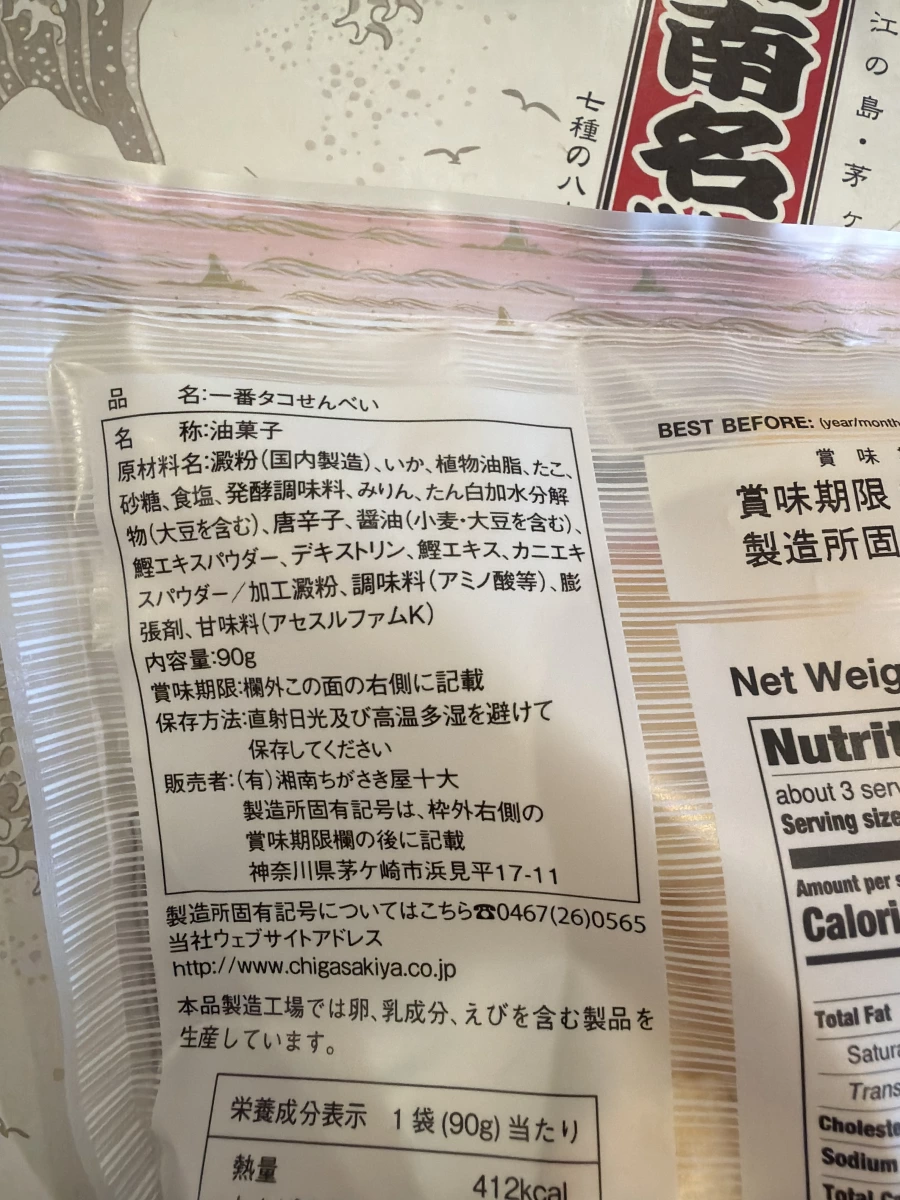 南名
七種の八
江の島・茅ケ
品　名:一番タコせんべい
名　称:油菓子
原材料名:澱粉(国内製造)、いか、植物油脂、たこ、
砂糖、食塩、発酵調味料、みりん、たん白加水分解
物(大豆を含む)、唐辛子、醤油(小麦・大豆を含む)、
鰹エキスパウダー、デキストリン、鰹エキス、カニエキ
スパウダー/加工澱粉、調味料(アミノ酸等)、膨
張剤、甘味料(アセスルファムK)
内容量:90g
賞味期限:欄外この面の右側に記載
保存方法:直射日光及び高温多湿を避けて
保存してください
販売者:(有)湘南ちがさき屋十大
製造所固有記号は、枠外右側の
賞味期限欄の後に記載
神奈川県茅ケ崎市浜見平17-11
製造所固有記号についてはこちら☎0467(26)0565
当社ウェブサイトアドレス
http://www.chigasakiya.co.jp
本品製造工場では卵、乳成分、えびを含む製品を
生産しています。
栄養成分表示　1袋(90g)当たり
熱量　412kcal
BEST BEFORE: (year/month
賞味
賞味期限
製造所固
Net Weig
Nutrit
about 3 serv
Serving size
Amount per s
Calori
Total Fat
Satura
Trans
Choleste
Sodium
Total Ca